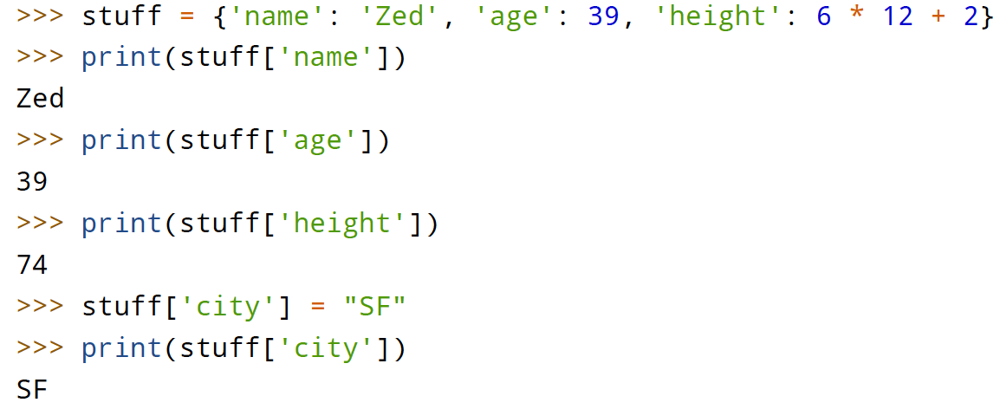 >>> stuff = {'name': 'Zed', 'age': 39, 'height': 6 * 12 + 2}
>>> print(stuff['name'])
Zed
>>> print(stuff['age'])
39
>>> print(stuff['height'])
74
>>> stuff['city'] = "SF"
>>> print(stuff['city'])
SF